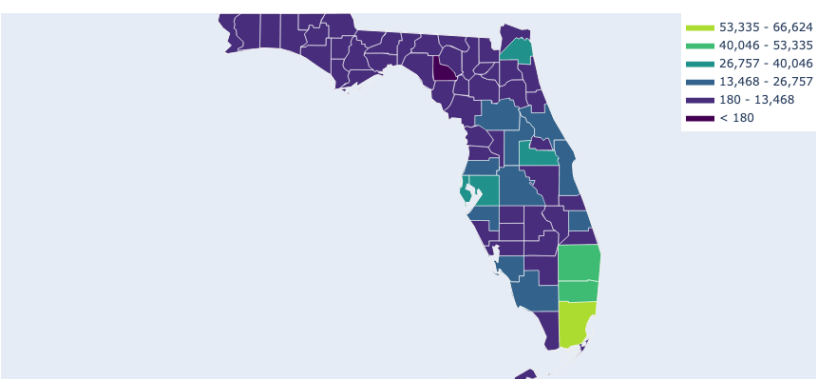 53,335 - 66,624
40,046 - 53,335
26,757 - 40,046
13,468 - 26,757
180 - 13,468
< 180